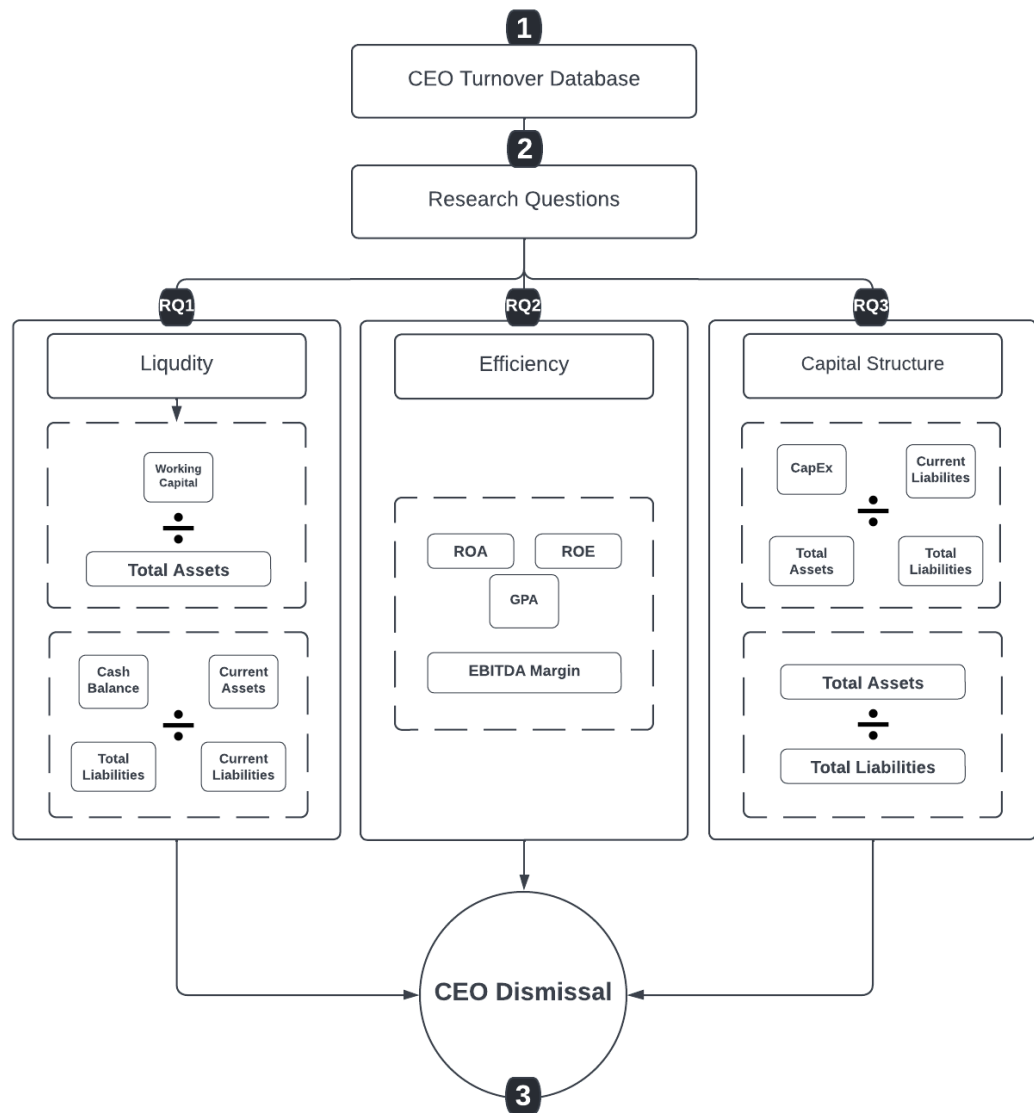 1
CEO Turnover Database
2
Research Questions
RQ1
RQ2
RQ3
Liqudity
Working
Capital
÷
Total Assets
Cash
Balance
Current
Assets
÷
Total
Liabilities
Current
Liabilities
Efficiency
ROA
ROE
GPA
EBITDA Margin
Capital Structure
CapEx
Current
Liabilites
÷
Total
Assets
Total
Liabilities
Total Assets
÷
Total Liabilities
CEO Dismissal
3